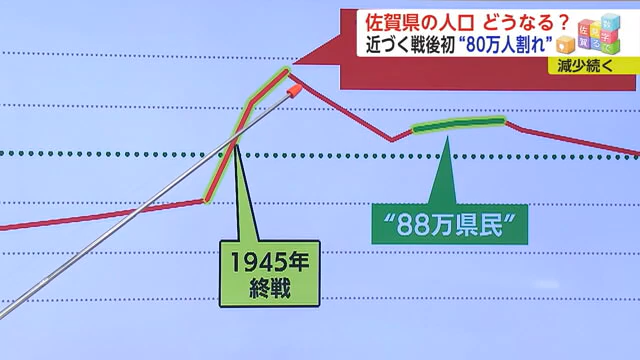 佐賀県の人口 どうなる?
近づく戦後初 “80万人割れ”
数字で
見る
佐賀
減少続く
1945年
終戦
“88万県民”